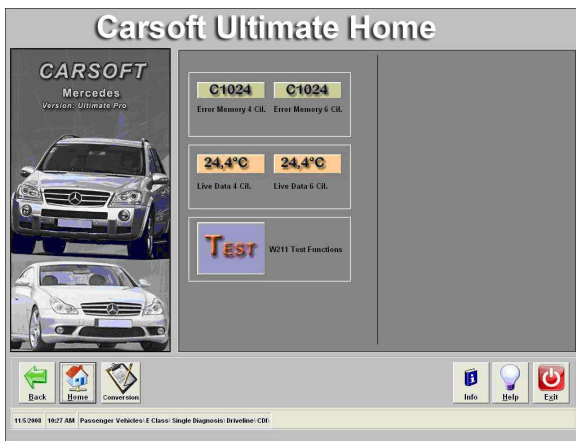 Carsoft Ultimate Home
CARSOFT
Mercedes
Version: Ultimate Pro
C1024 C1024
Error Memory 4 Cil. Error Memory 6 Cil.
24,4°C 24,4°C
Live Data 4 Cil. Live Data 6 Cil.
TEST W211 Test Functions
Back Home Conversion Info Help Exit
11/5/2008 10:27 AM Passenger Vehicles\ E Class\ Single Diagnosis\ Driveline\ CDI\